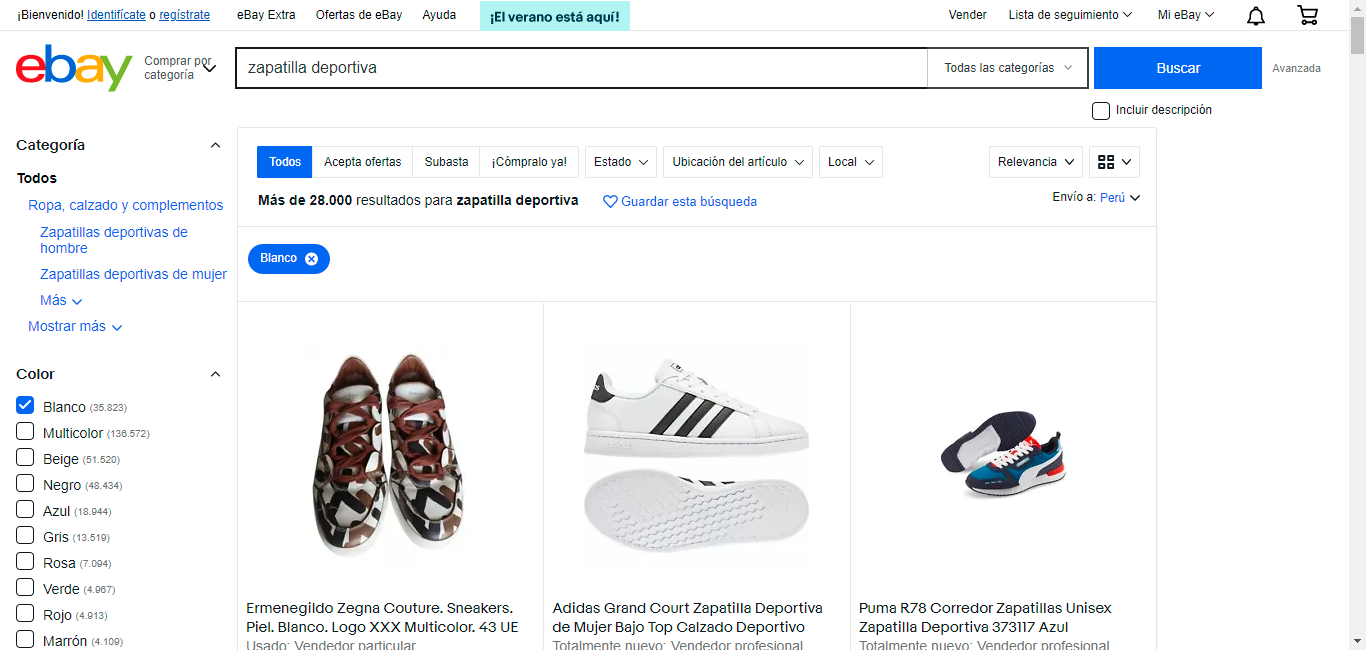 ¡Bienvenido! Identifícate o regístrate
eBay Extra
Ofertas de eBay
Ayuda
¡El verano está aquí!
Vender
Lista de seguimiento
Mi eBay
ebay
Comprar por
categoría
zapatilla deportiva
Todas las categorías
Buscar
Avanzada
Incluir descripción
Categoría
Todos
Ropa, calzado y complementos
Zapatillas deportivas de
hombre
Zapatillas deportivas de mujer
Más
Mostrar más
Color
Blanco (35.823)
Multicolor (136.572)
Beige (51.520)
Negro (48.434)
Azul (18.944)
Gris (13.519)
Rosa (7.094)
Verde (4.967)
Rojo (4.913)
Marrón (4.109)
Todos
Acepta ofertas
Subasta
¡Cómpralo ya!
Estado
Ubicación del artículo
Local
Relevancia
Más de 28.000 resultados para zapatilla deportiva
Guardar esta búsqueda
Envío a: Perú
Blanco
Ermenegildo Zegna Couture. Sneakers.
Piel. Blanco. Logo XXX Multicolor. 43 UE
Usado: Vendedor particular
Adidas Grand Court Zapatilla Deportiva
de Mujer Bajo Top Calzado Deportivo
Totalmente nuevo: Vendedor profesional
Puma R78 Corredor Zapatillas Unisex
Zapatilla Deportiva 373117 Azul
Totalmente nuevo: Vendedor profesional